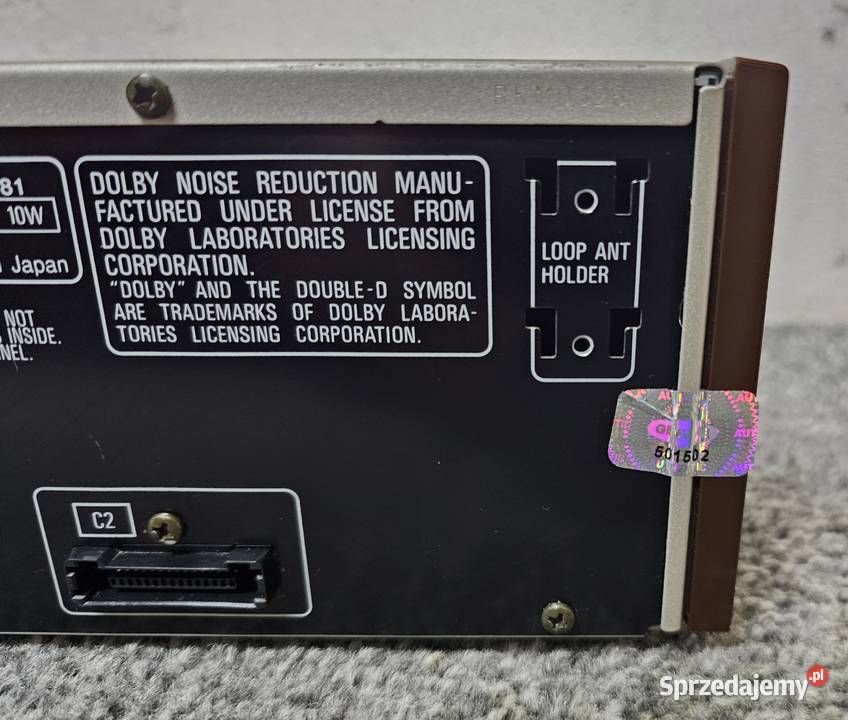 81
10W
Japan
NOT
INSIDE.
NEL.
DOLBY NOISE REDUCTION MANU-
FACTURED UNDER LICENSE FROM
DOLBY LABORATORIES LICENSING
CORPORATION.
"DOLBY" AND THE DOUBLE-D SYMBOL
ARE TRADEMARKS OF DOLBY LABORA-
TORIES LICENSING CORPORATION.
LOOP ANT
HOLDER
501502
C2
Sprzedajemy.pl